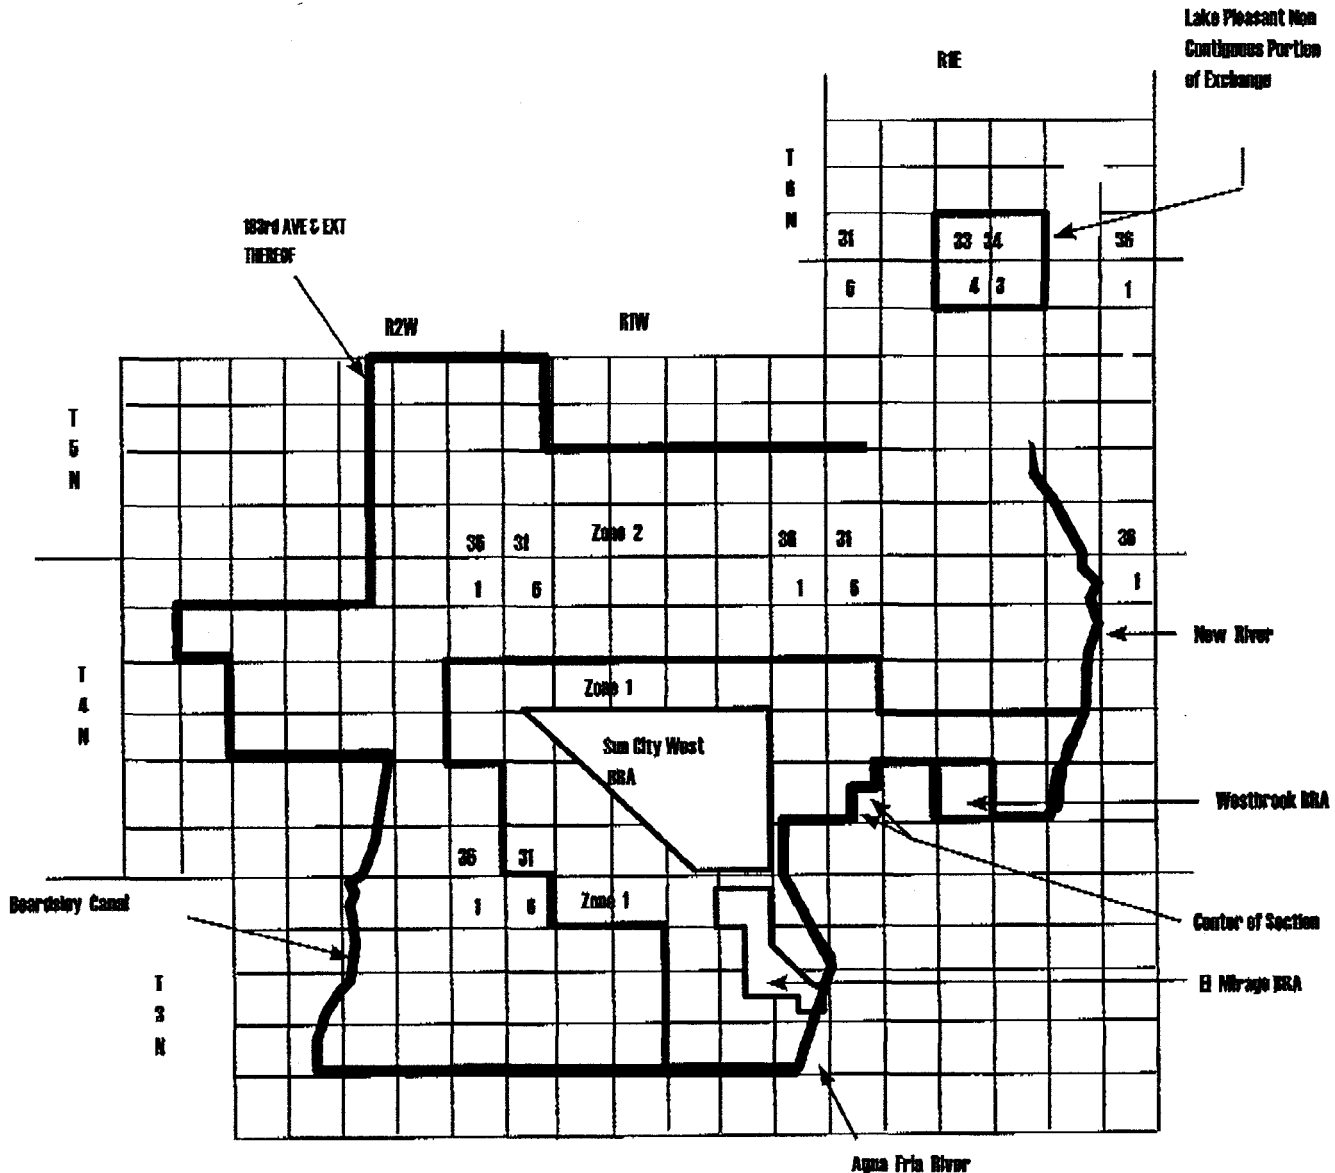 Lake Pleasant Non
Contiguous Portion
of Exchange
R1E
T
6
N
31
33 34
36
6
4 3
1
183rd AVE & EXT
THEREOF
R2W
R1W
T
5
N
36 31
Zone 2
36 31
36
1 6
1 6
1
New River
T
4
N
Zone 1
Sun City West
BRA
Westbrook BRA
36 31
Beardsley Canal
1 6
Zone 1
Center of Section
El Mirage BRA
T
3
N
Agua Fria River